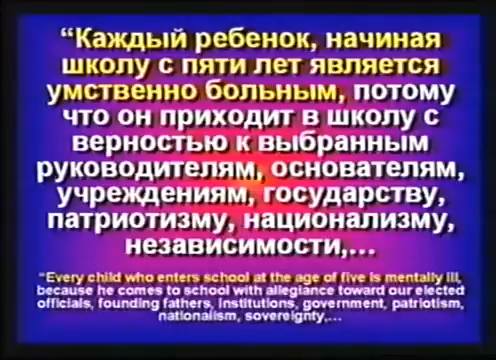 “Каждый ребенок, начиная
школу с пяти лет является
умственно больным, потому
что он приходит в школу с
верностью к выбранным
руководителям, основателям,
учреждениям, государству,
патриотизму, национализму,
независимости,...
“Every child who enters school at the age of five is mentally ill,
because he comes to school with allegiance toward our elected
officials, founding fathers, institutions, government, patriotism,
nationalism, sovereignty,...